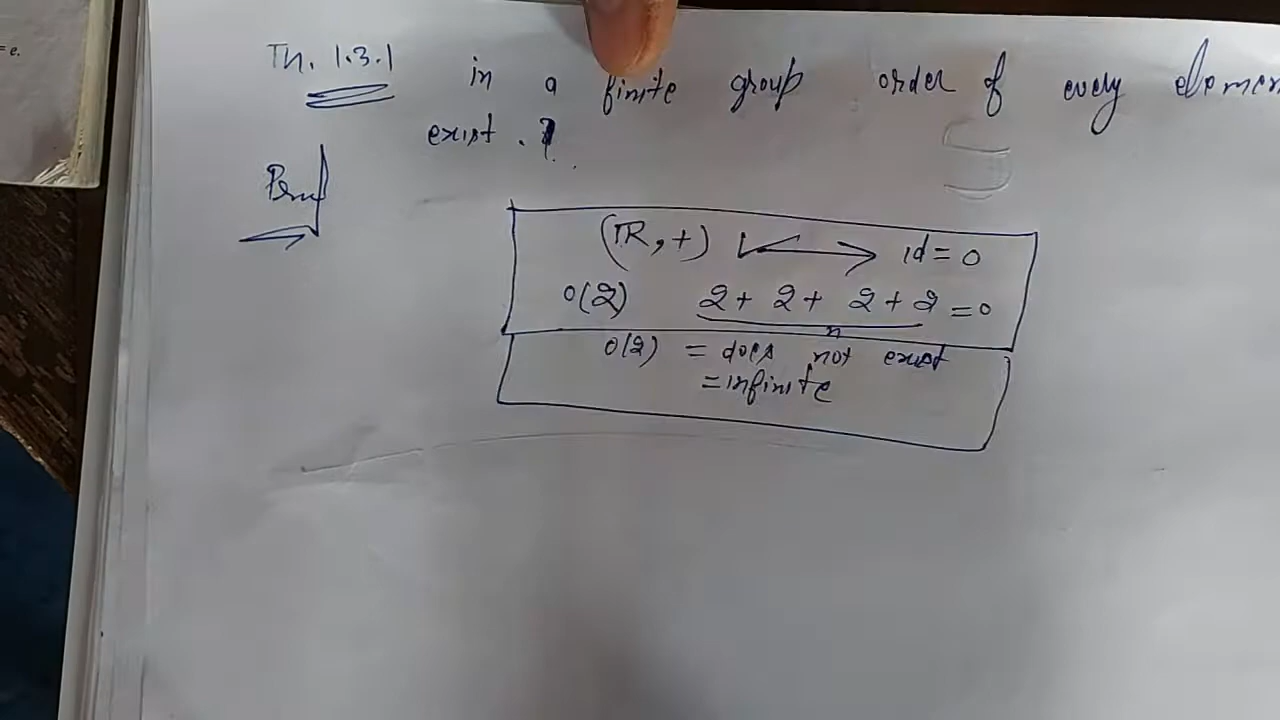 = e.
Th. 1.3.1 in a finite group order of every elemen
exist .
Proof
(ℝ, +) ⟷ id = 0
o(2) 2 + 2 + 2 + 2 = 0
n
o(2) = does not exist
= infinite